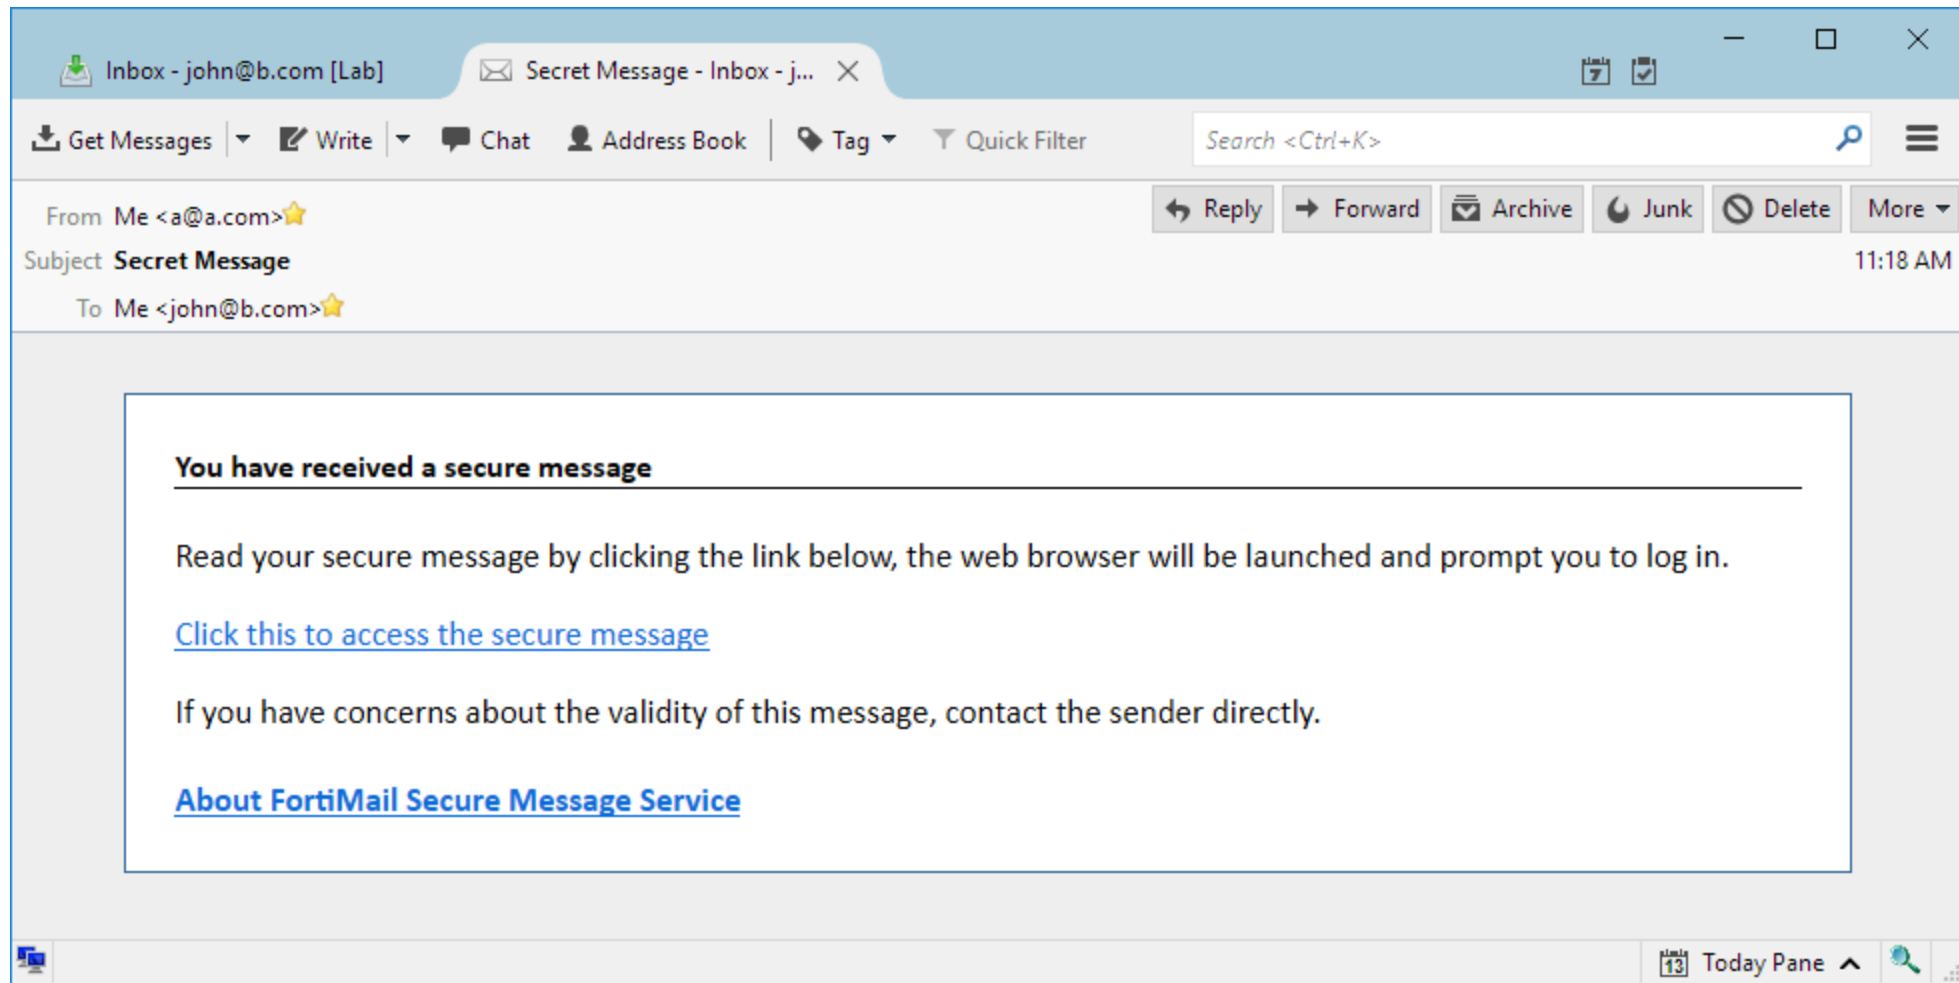 Inbox - john@b.com [Lab]
Secret Message - Inbox - j...
7
Get Messages
Write
Chat
Address Book
Tag
Quick Filter
Search <Ctrl+K>
From Me <a@a.com>
Reply
Forward
Archive
Junk
Delete
More
Subject Secret Message
11:18 AM
To Me <john@b.com>
You have received a secure message
Read your secure message by clicking the link below, the web browser will be launched and prompt you to log in.
Click this to access the secure message
If you have concerns about the validity of this message, contact the sender directly.
About FortiMail Secure Message Service
13 Today Pane